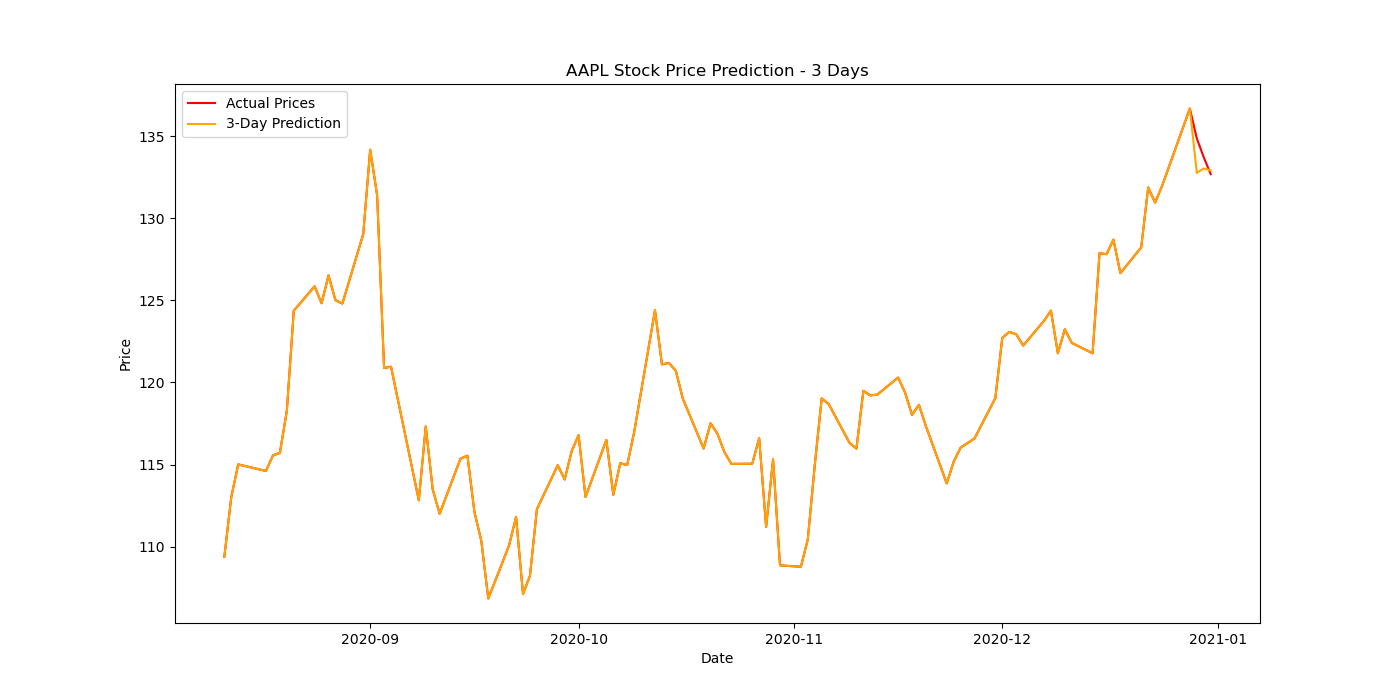 AAPL Stock Price Prediction - 3 Days
Actual Prices
3-Day Prediction
135
130
125
120
115
110
Price
2020-09 2020-10 2020-11 2020-12 2021-01
Date